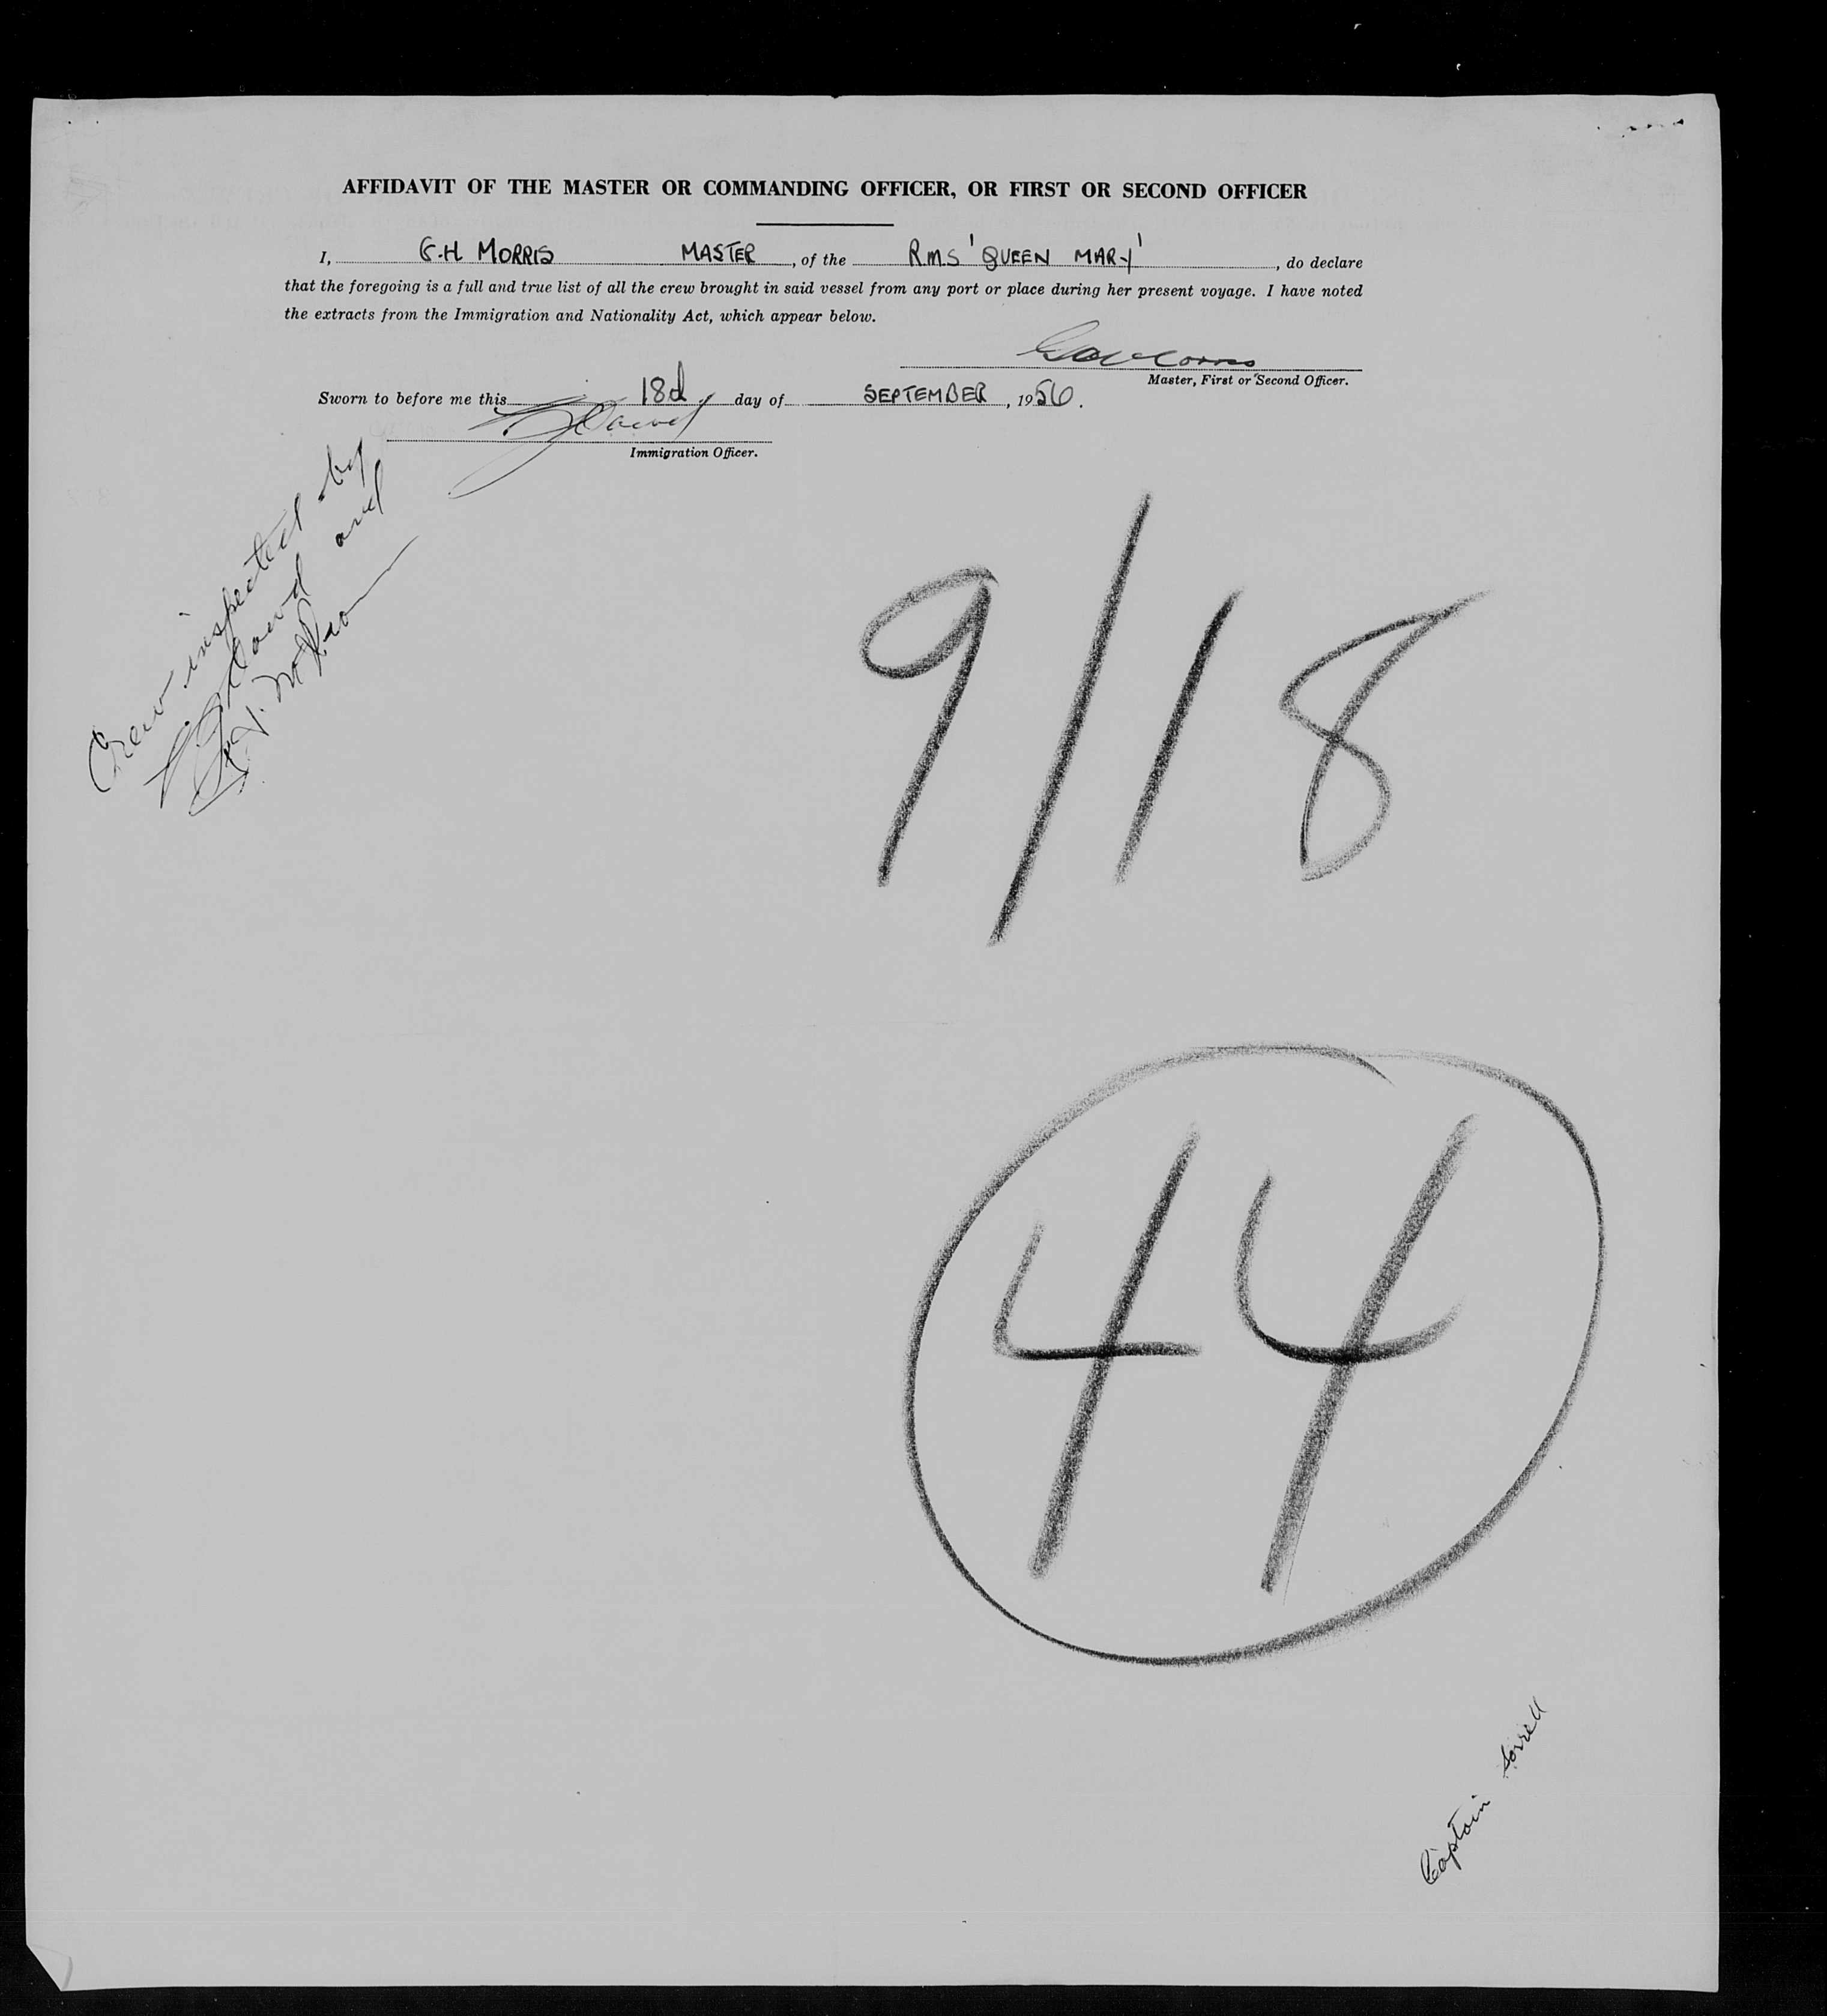 AFFIDAVIT OF THE MASTER OR COMMANDING OFFICER, OR FIRST OR SECOND OFFICER
I, G.H MORRIS MASTER, of the R.M.S 'QUEEN MARY', do declare
that the foregoing is a full and true list of all the crew brought in said vessel from any port or place during her present voyage. I have noted
the extracts from the Immigration and Nationality Act, which appear below.
Master, First or Second Officer.
Sworn to before me this 18d day of SEPTEMBER, 1956.
Immigration Officer.
Crew inspected by
and
9/18
44
Captain Sorrell